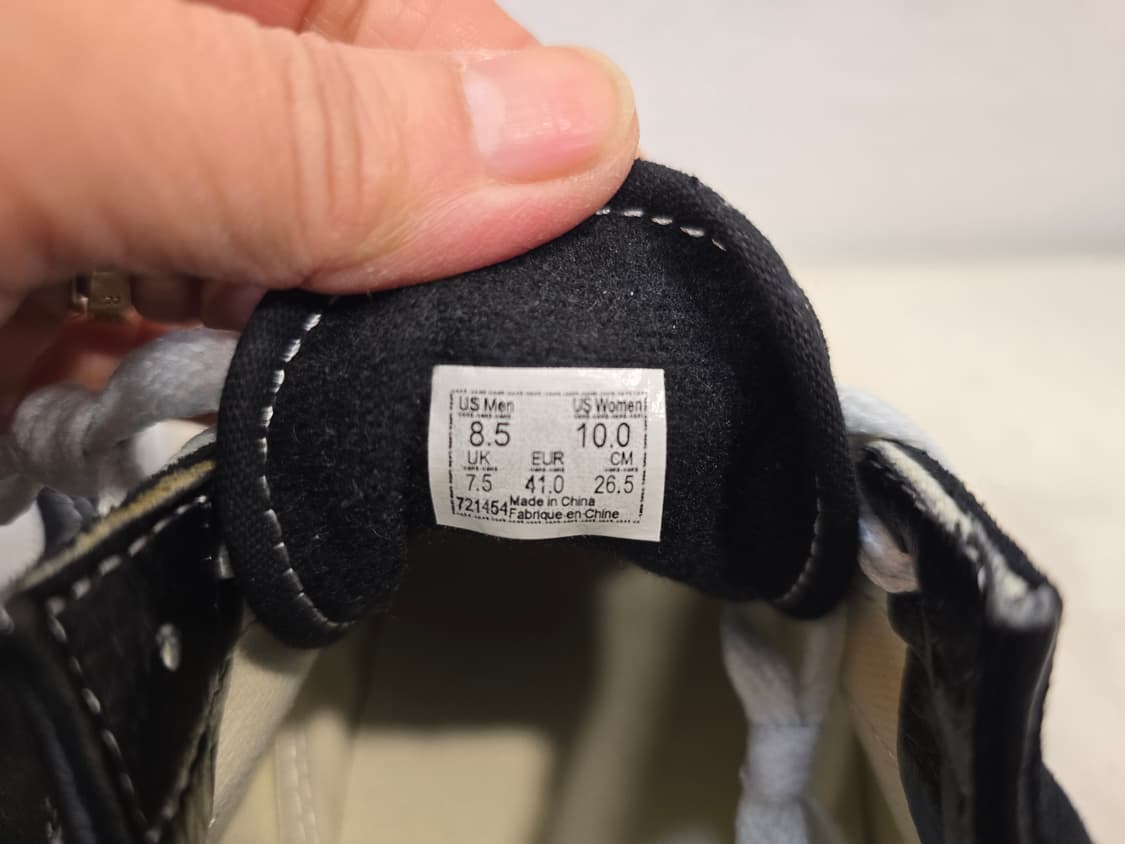 US Men US Women
8.5 10.0
UK EUR CM
7.5 41.0 26.5
721454 Made in China
Fabrique en Chine